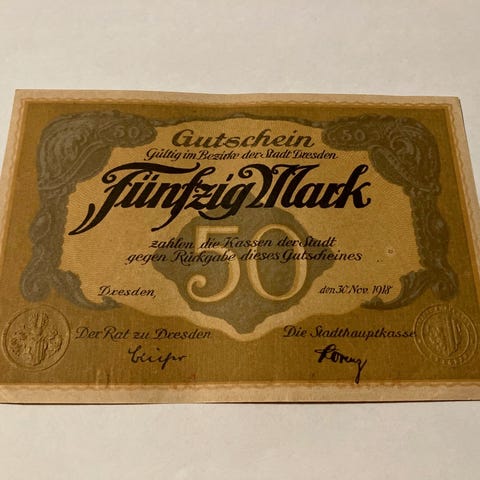 50 50
Gutschein
Gültig im Bezirke der Stadt Dresden
Fünfzig Mark
zahlen die Kassen der Stadt
gegen Rückgabe dieses Gutscheines
50
Dresden, den 30. Nov. 1918
Der Rat zu Dresden Die Stadthauptkasse